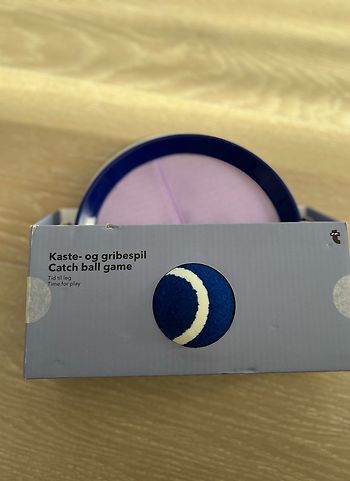 Kaste- og gribespil
Catch ball game
Tid til leg
Time for play
t